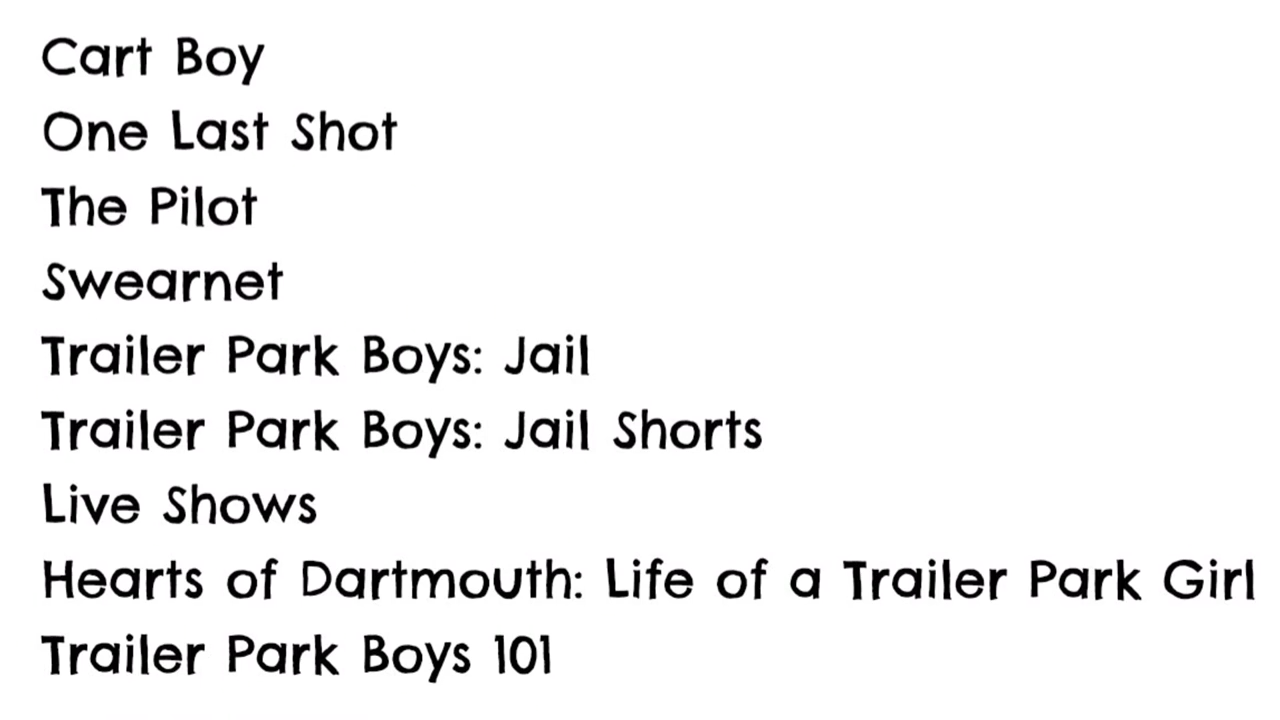 Cart Boy
One Last Shot
The Pilot
Swearnet
Trailer Park Boys: Jail
Trailer Park Boys: Jail Shorts
Live Shows
Hearts of Dartmouth: Life of a Trailer Park Girl
Trailer Park Boys 101